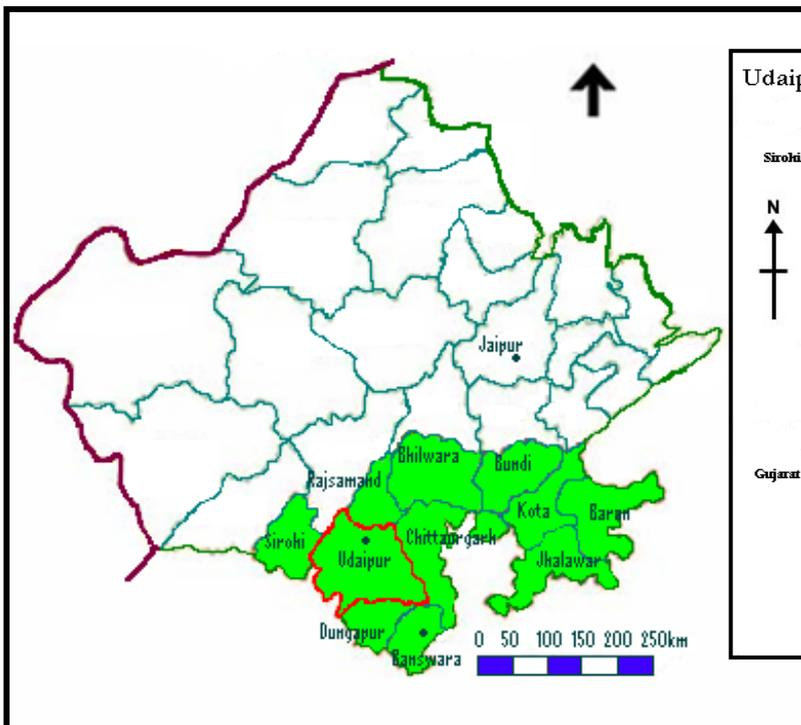 Udaip
Sirohi
N
Jaipur
Bhilwara
Bundi
Rajsamand
Kota
Baran
Sirohi
Chittaurgarh
Udaipur
Jhalawar
Gujarat
Dungapur
Banswara
0 50 100 150 200 250km